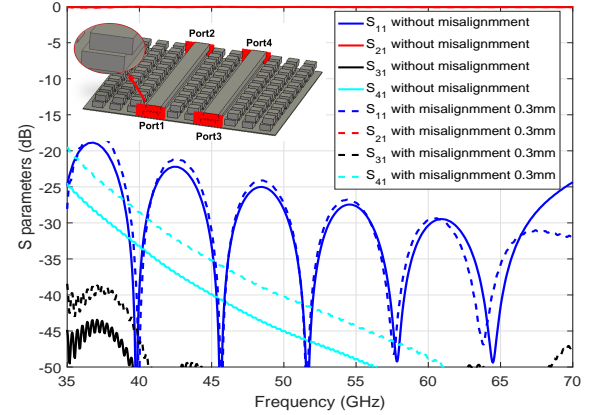 0
-5
-10
-15
-20
-25
-30
-35
-40
-45
-50
35
40
45
50
55
60
65
70
S parameters (dB)
Frequency (GHz)
Port2
Port4
Port1
Port3
S11 without misalignmment
S21 without misalignmment
S31 without misalignmment
S41 without misalignmment
S11 with misalignmment 0.3mm
S21 with misalignmment 0.3mm
S31 with misalignmment 0.3mm
S41 with misalignmment 0.3mm